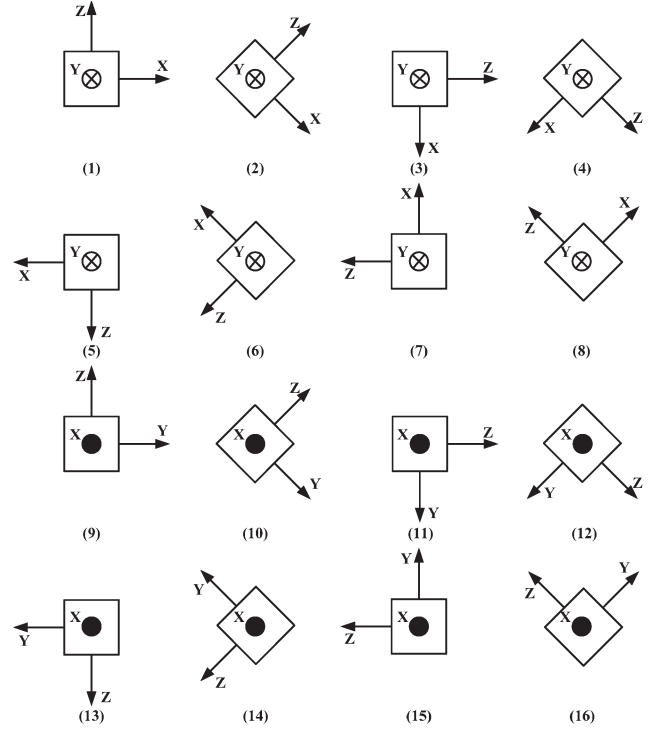 Z Z
Y X Y X Y Z Y X Z
(1) (2) (3) X (4)
X Z X
Y X Y Z Y Y
X Z Z
(5) (6) (7) (8)
Z Z
X Y X Y X Z X Y Z
(9) (10) (11) Y (12)
Y Z Y
X Y X Z X X
Y Z Z
(13) (14) (15) (16)